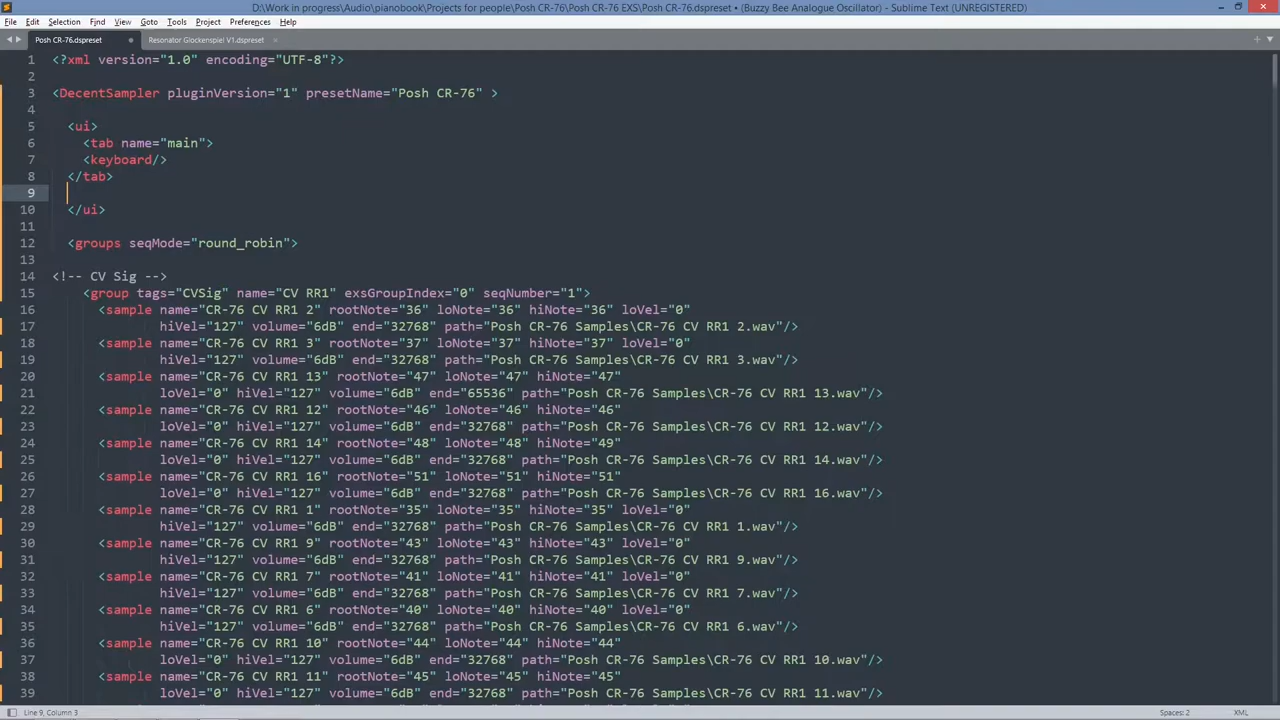 D:\Work in progress\Audio\pianobook\Projects for people\Posh CR-76\Posh CR-76 EXS\Posh CR-76.dspreset • (Buzzy Bee Analogue Oscillator) - Sublime Text (UNREGISTERED)
File Edit Selection Find View Goto Tools Project Preferences Help
Posh CR-76.dspreset Resonator Glockenspiel V1.dspreset
1 <?xml version="1.0" encoding="UTF-8"?>
2
3 <DecentSampler pluginVersion="1" presetName="Posh CR-76" >
4
5 <ui>
6 <tab name="main">
7 <keyboard/>
8 </tab>
9
10 </ui>
11
12 <groups seqMode="round_robin">
13
14 <!-- CV Sig -->
15 <group tags="CVSig" name="CV RR1" exsGroupIndex="0" seqNumber="1">
16 <sample name="CR-76 CV RR1 2" rootNote="36" loNote="36" hiNote="36" loVel="0"
17 hiVel="127" volume="6dB" end="32768" path="Posh CR-76 Samples\CR-76 CV RR1 2.wav"/>
18 <sample name="CR-76 CV RR1 3" rootNote="37" loNote="37" hiNote="37" loVel="0"
19 hiVel="127" volume="6dB" end="32768" path="Posh CR-76 Samples\CR-76 CV RR1 3.wav"/>
20 <sample name="CR-76 CV RR1 13" rootNote="47" loNote="47" hiNote="47"
21 loVel="0" hiVel="127" volume="6dB" end="65536" path="Posh CR-76 Samples\CR-76 CV RR1 13.wav"/>
22 <sample name="CR-76 CV RR1 12" rootNote="46" loNote="46" hiNote="46"
23 loVel="0" hiVel="127" volume="6dB" end="32768" path="Posh CR-76 Samples\CR-76 CV RR1 12.wav"/>
24 <sample name="CR-76 CV RR1 14" rootNote="48" loNote="48" hiNote="49"
25 loVel="0" hiVel="127" volume="6dB" end="32768" path="Posh CR-76 Samples\CR-76 CV RR1 14.wav"/>
26 <sample name="CR-76 CV RR1 16" rootNote="51" loNote="51" hiNote="51"
27 loVel="0" hiVel="127" volume="6dB" end="32768" path="Posh CR-76 Samples\CR-76 CV RR1 16.wav"/>
28 <sample name="CR-76 CV RR1 1" rootNote="35" loNote="35" hiNote="35" loVel="0"
29 hiVel="127" volume="6dB" end="32768" path="Posh CR-76 Samples\CR-76 CV RR1 1.wav"/>
30 <sample name="CR-76 CV RR1 9" rootNote="43" loNote="43" hiNote="43" loVel="0"
31 hiVel="127" volume="6dB" end="32768" path="Posh CR-76 Samples\CR-76 CV RR1 9.wav"/>
32 <sample name="CR-76 CV RR1 7" rootNote="41" loNote="41" hiNote="41" loVel="0"
33 hiVel="127" volume="6dB" end="32768" path="Posh CR-76 Samples\CR-76 CV RR1 7.wav"/>
34 <sample name="CR-76 CV RR1 6" rootNote="40" loNote="40" hiNote="40" loVel="0"
35 hiVel="127" volume="6dB" end="32768" path="Posh CR-76 Samples\CR-76 CV RR1 6.wav"/>
36 <sample name="CR-76 CV RR1 10" rootNote="44" loNote="44" hiNote="44"
37 loVel="0" hiVel="127" volume="6dB" end="32768" path="Posh CR-76 Samples\CR-76 CV RR1 10.wav"/>
38 <sample name="CR-76 CV RR1 11" rootNote="45" loNote="45" hiNote="45"
39 loVel="0" hiVel="127" volume="6dB" end="32768" path="Posh CR-76 Samples\CR-76 CV RR1 11.wav"/>
Line 9, Column 3 Spaces: 2 XML